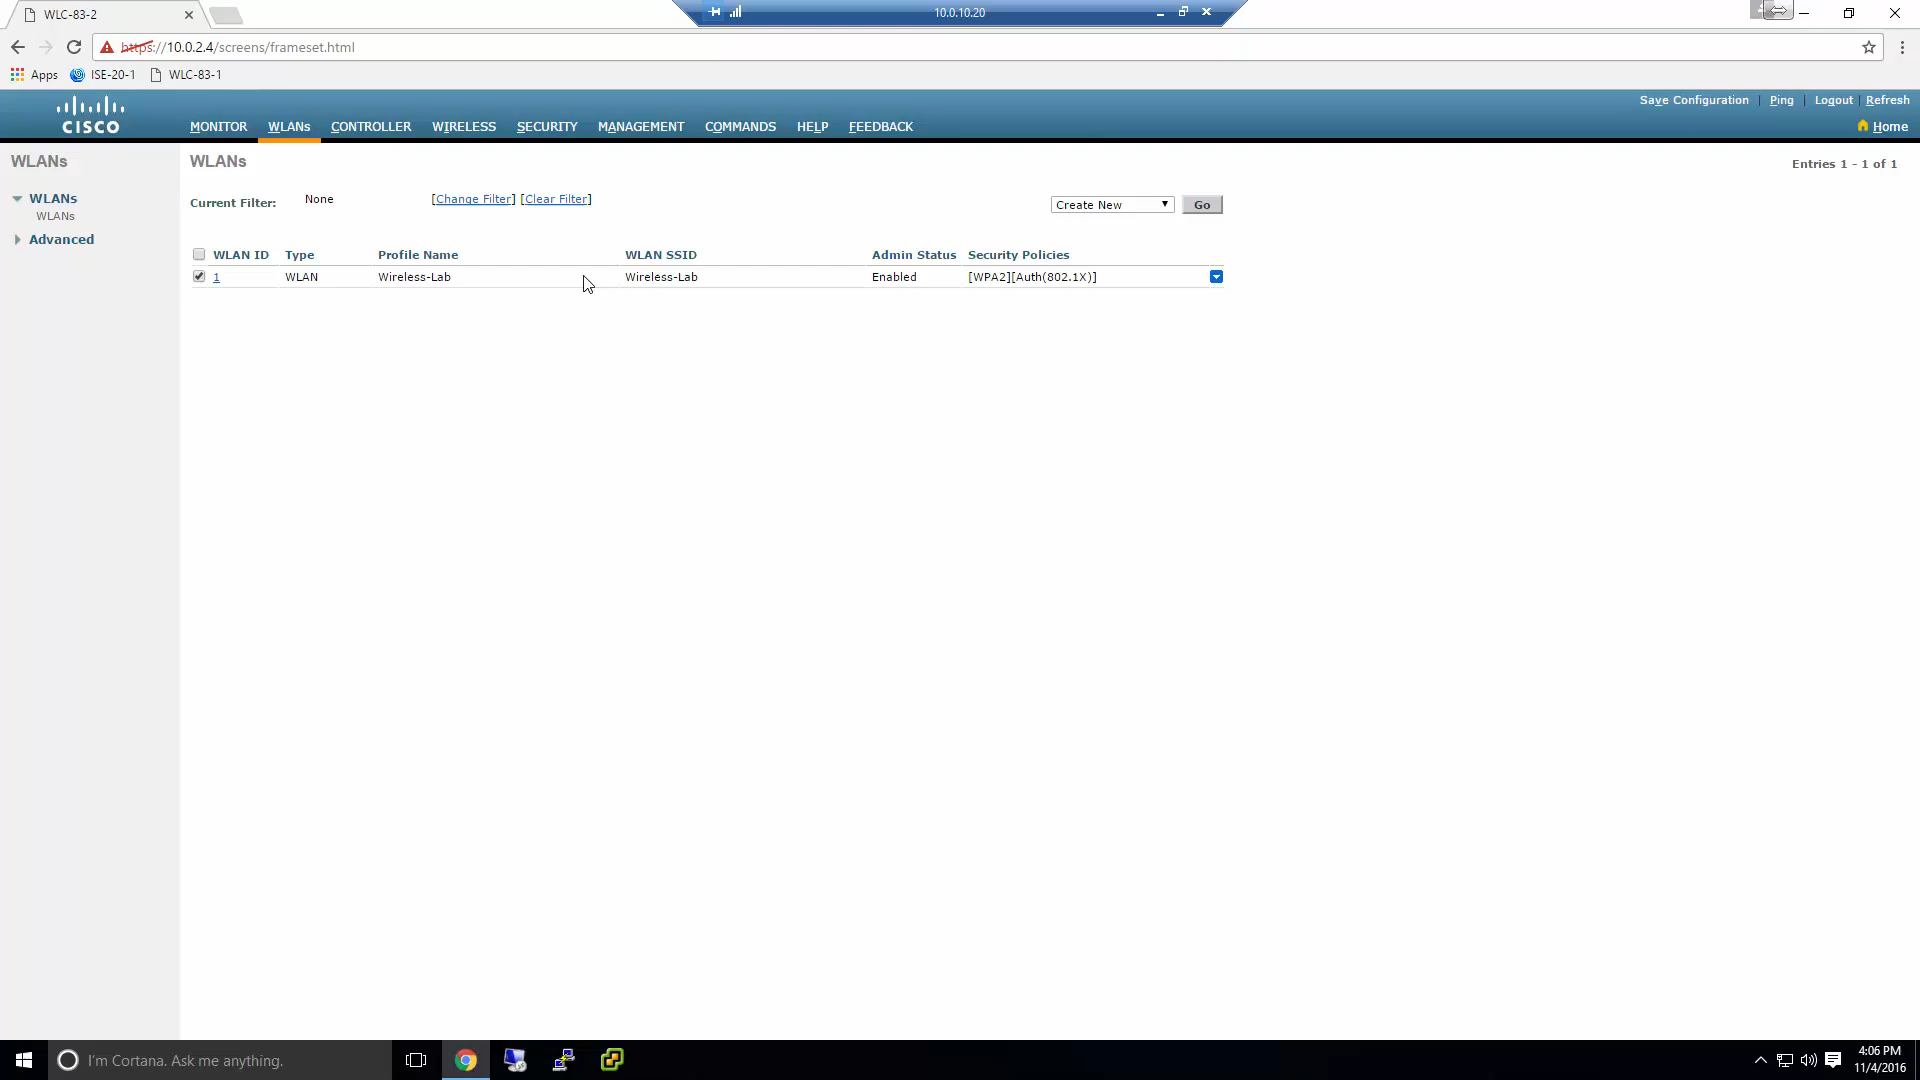 WLC-83-2
10.0.10.20
https://10.0.2.4/screens/frameset.html
Apps ISE-20-1 WLC-83-1
Save Configuration | Ping | Logout | Refresh
CISCO MONITOR WLANs CONTROLLER WIRELESS SECURITY MANAGEMENT COMMANDS HELP FEEDBACK Home
WLANs
WLANs
WLANs
Advanced
WLANs
Entries 1 - 1 of 1
Current Filter: None [Change Filter] [Clear Filter] Create New Go
WLAN ID Type Profile Name WLAN SSID Admin Status Security Policies
1 WLAN Wireless-Lab Wireless-Lab Enabled [WPA2][Auth(802.1X)]
I'm Cortana. Ask me anything.
4:06 PM
11/4/2016